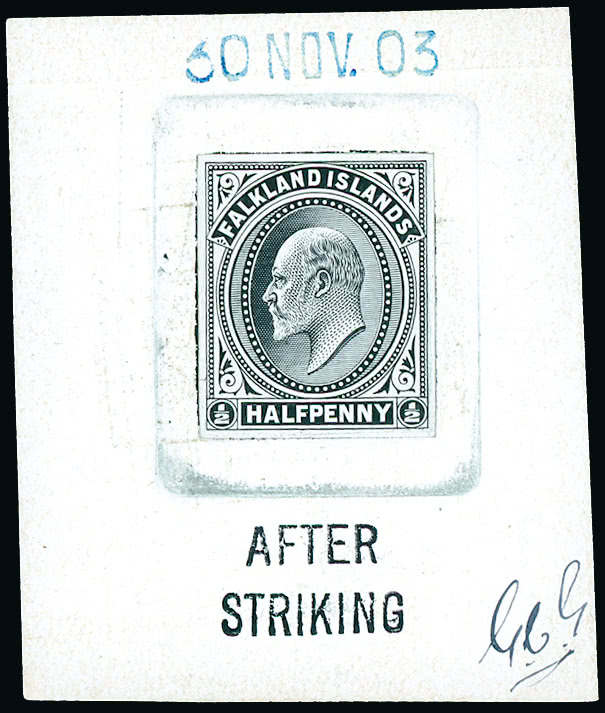 30 NOV. 03
FALKLAND ISLANDS
½ HALFPENNY ½
AFTER
STRIKING